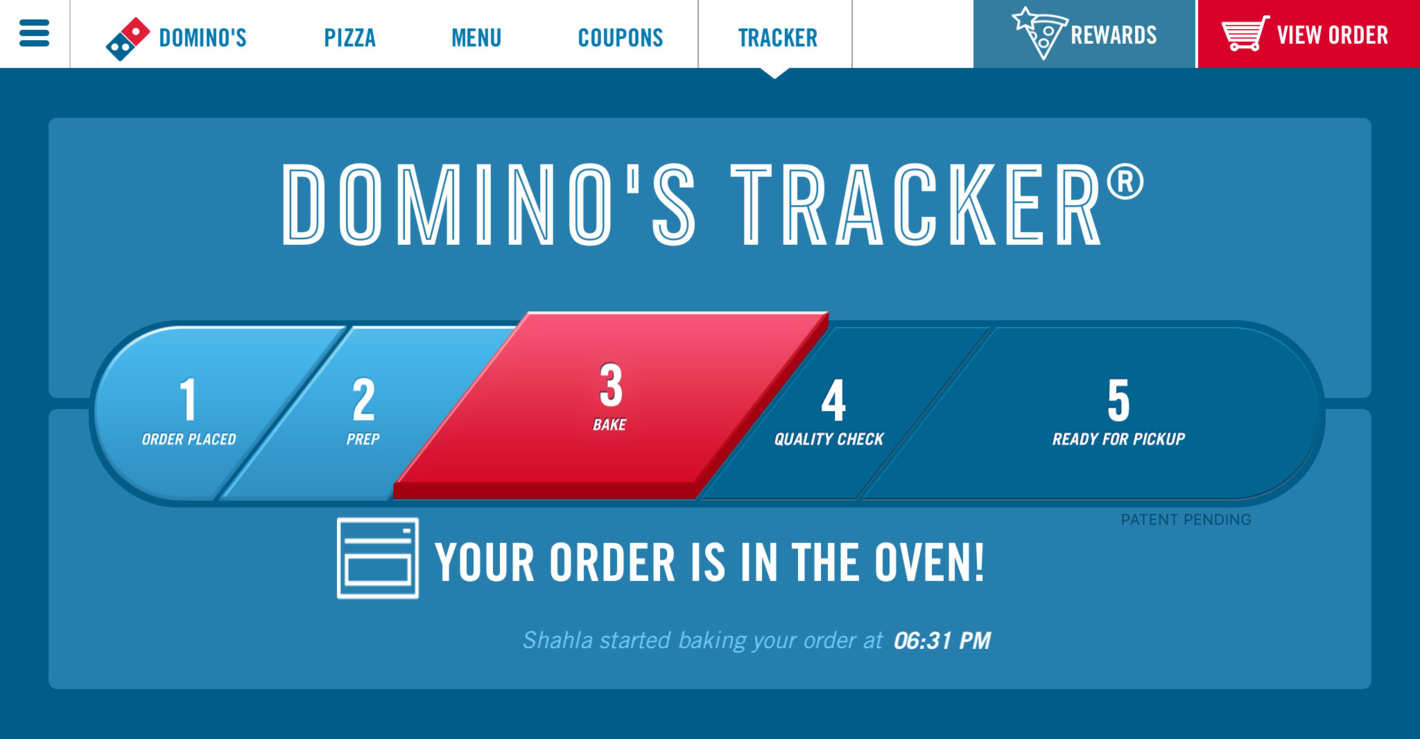 DOMINO'S PIZZA MENU COUPONS TRACKER REWARDS VIEW ORDER
DOMINO'S TRACKER®
1 2 3 4 5
ORDER PLACED PREP BAKE QUALITY CHECK READY FOR PICKUP
PATENT PENDING
YOUR ORDER IS IN THE OVEN!
Shahla started baking your order at 06:31 PM